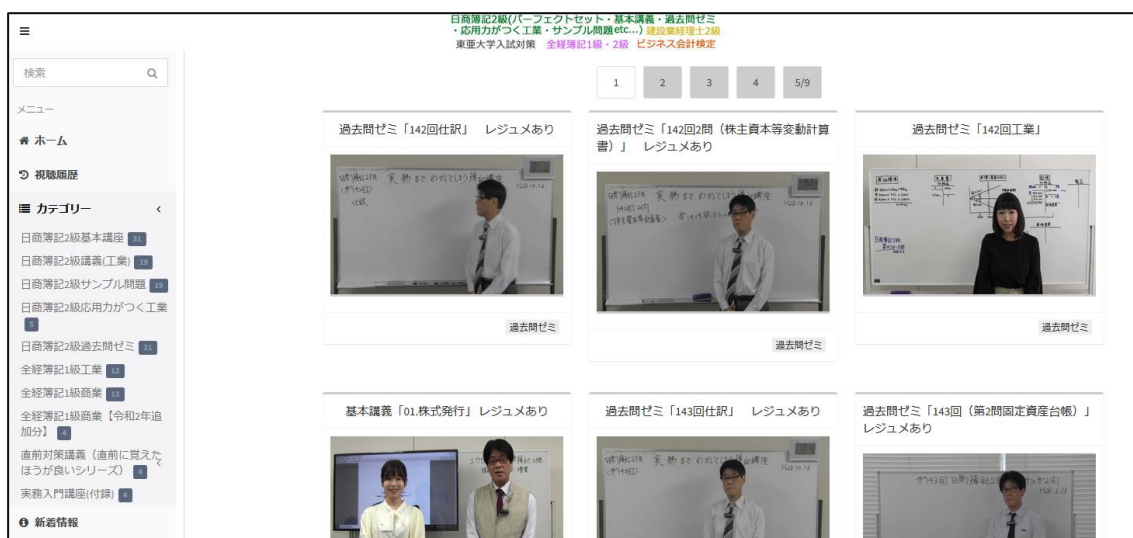 日商簿記2級(パーフェクトセット・基本講義・過去問ゼミ
・応用力がつく工業・サンプル問題etc...) 建設業経理士2級
東亜大学入試対策 全経簿記1級・2級 ビジネス会計検定
検索
メニュー
ホーム
視聴履歴
カテゴリー
日商簿記2級基本講座 31
日商簿記2級講義(工業) 19
日商簿記2級サンプル問題 19
日商簿記2級応用力がつく工業
5
日商簿記2級過去問ゼミ 21
全経簿記1級工業 12
全経簿記1級商業 13
全経簿記1級商業【令和2年追
加分】 4
直前対策講義（直前に覚えた
ほうが良いシリーズ） 4
実務入門講座(付録) 4
新着情報
1 2 3 4 5/9
過去問ゼミ「142回仕訳」 レジュメあり
過去問ゼミ
過去問ゼミ「142回2問（株主資本等変動計算
書）」 レジュメあり
過去問ゼミ
過去問ゼミ「142回工業」
過去問ゼミ
基本講義「01.株式発行」レジュメあり
過去問ゼミ「143回仕訳」 レジュメあり
過去問ゼミ「143回（第2問固定資産台帳）」
レジュメあり